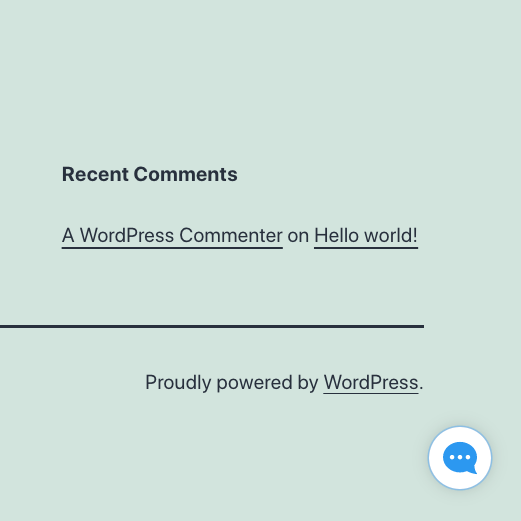 Recent Comments
A WordPress Commenter on Hello world!
Proudly powered by WordPress.